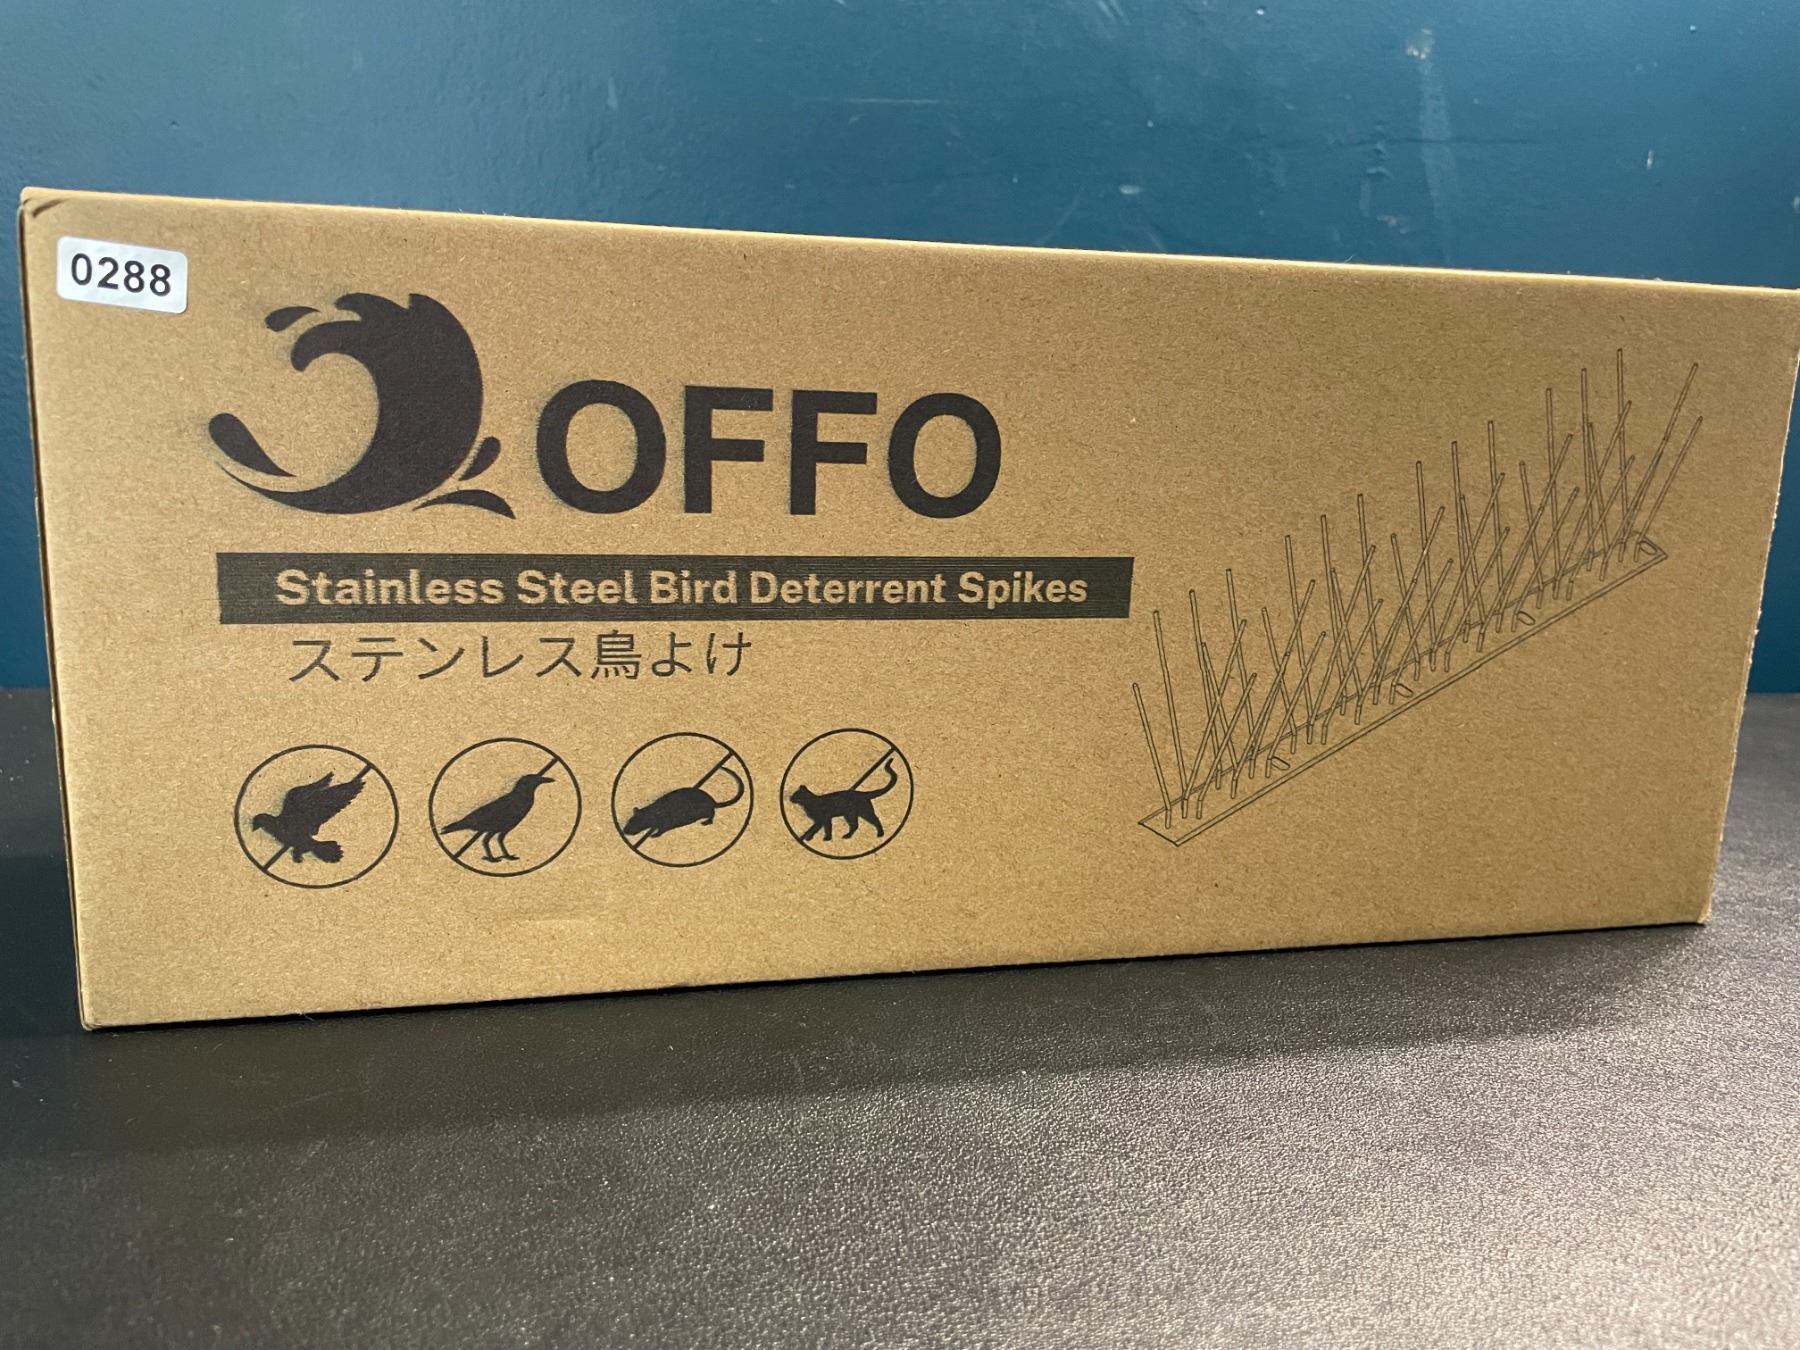 0288
OFFO
Stainless Steel Bird Deterrent Spikes
ステンレス鳥よけ